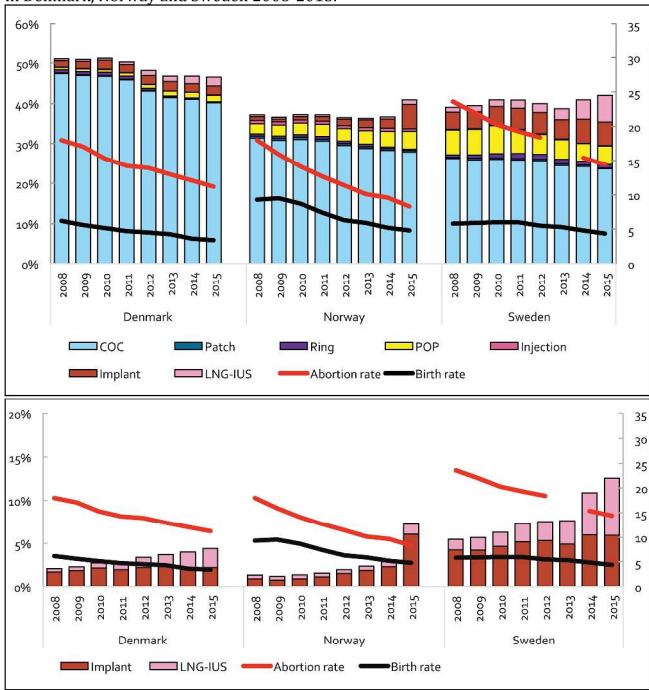 in Denmark, Norway and Sweden 2008-2015.
60%
50%
40%
30%
20%
10%
0%
35
30
25
20
15
10
5
0
2008 2009 2010 2011 2012 2013 2014 2015
2008 2009 2010 2011 2012 2013 2014 2015
2008 2009 2010 2011 2012 2013 2014 2015
Denmark Norway Sweden
COC Patch Ring POP Injection
Implant LNG-IUS Abortion rate Birth rate
20%
15%
10%
5%
0%
35
30
25
20
15
10
5
0
2008 2009 2010 2011 2012 2013 2014 2015
2008 2009 2010 2011 2012 2013 2014 2015
2008 2009 2010 2011 2012 2013 2014 2015
Denmark Norway Sweden
Implant LNG-IUS Abortion rate Birth rate